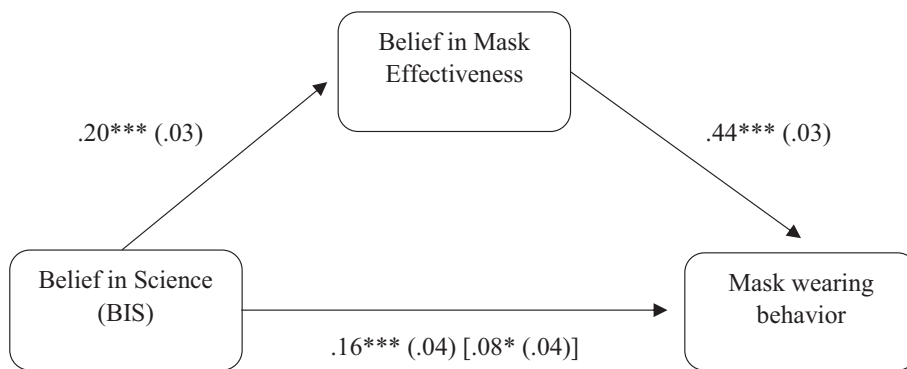 Belief in Mask
Effectiveness
.20*** (.03)
.44*** (.03)
Belief in Science
(BIS)
Mask wearing
behavior
.16*** (.04) [.08* (.04)]